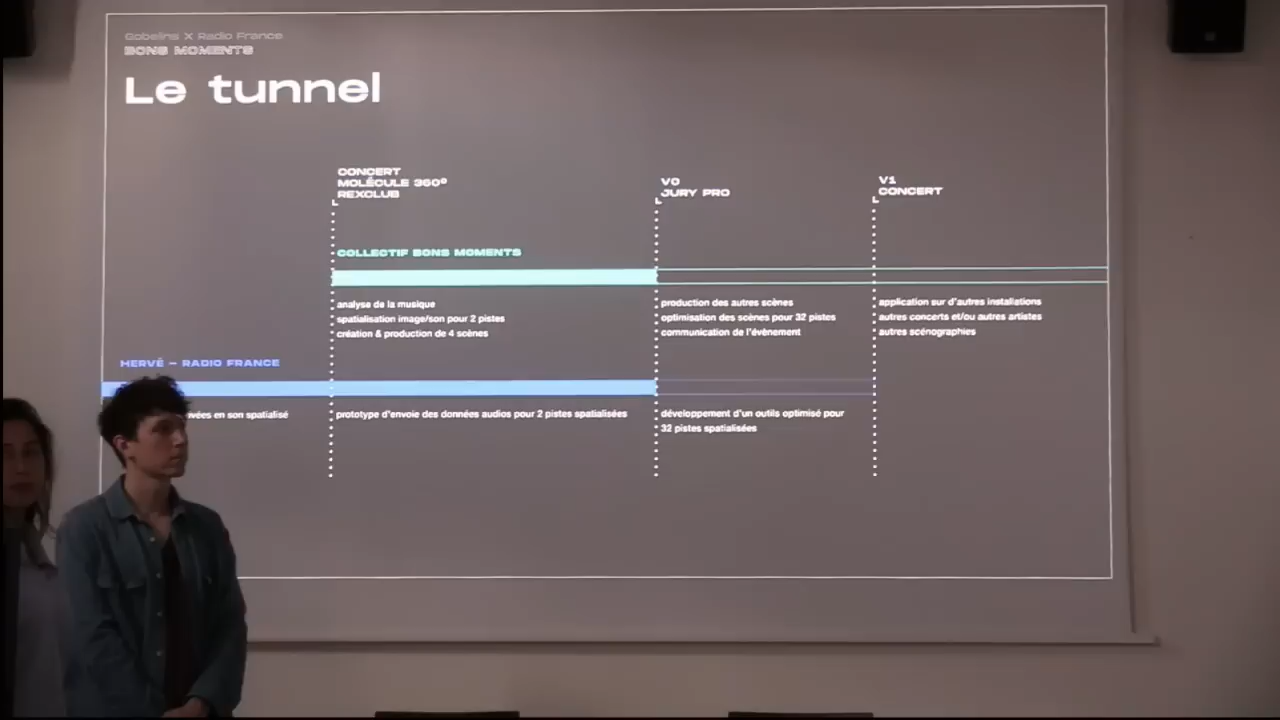 Gobelins X Radio France
BONS MOMENTS
Le tunnel
CONCERT
MOLÉCULE 360°
REXCLUB
V0
JURY PRO
V1
CONCERT
COLLECTIF BONS MOMENTS
analyse de la musique
spatialisation image/son pour 2 pistes
création & production de 4 scènes
production des autres scènes
optimisation des scènes pour 32 pistes
communication de l'évènement
application sur d'autres installations
autres concerts et/ou autres artistes
autres scénographies
HERVÉ – RADIO FRANCE
en son spatialisé
prototype d'envoie des données audios pour 2 pistes spatialisées
développement d'un outils optimisé pour
32 pistes spatialisées